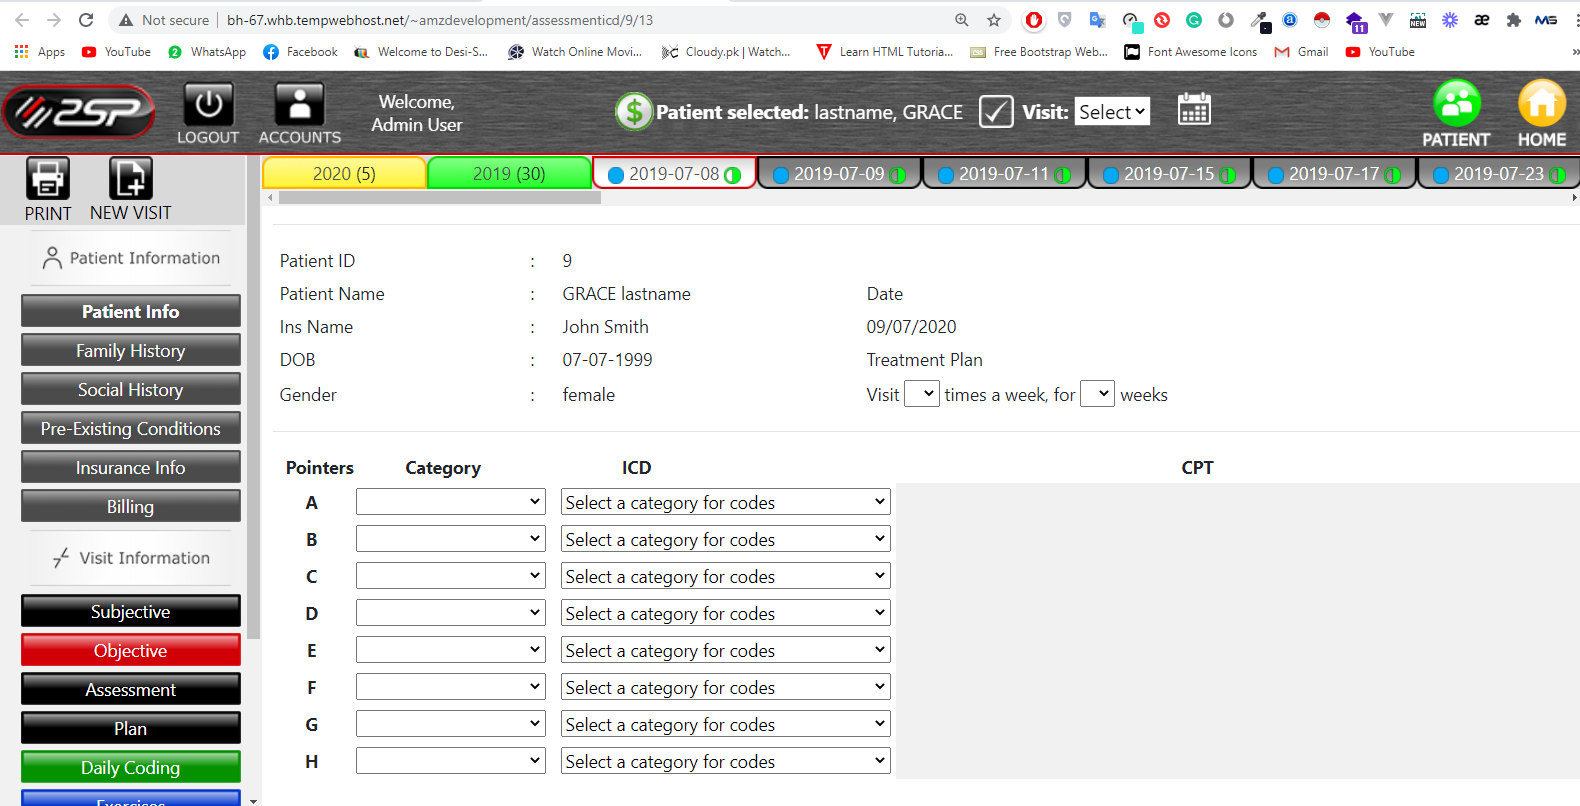 Not secure bh-67.whb.tempwebhost.net/~amzdevelopment/assessmenticd/9/13
NEW
11
æ
Apps YouTube WhatsApp Facebook Welcome to Desi-S... Watch Online Movi... Cloudy.pk | Watch... Learn HTML Tutoria... Free Bootstrap Web... Font Awesome Icons Gmail YouTube »
2SP
LOGOUT
ACCOUNTS
Welcome,
Admin User
$ Patient selected: lastname, GRACE Visit: Select
PATIENT
HOME
2020 (5) 2019 (30) 2019-07-08 2019-07-09 2019-07-11 2019-07-15 2019-07-17 2019-07-23
PRINT NEW VISIT
Patient Information
Patient Info
Family History
Social History
Pre-Existing Conditions
Insurance Info
Billing
Visit Information
Subjective
Objective
Assessment
Plan
Daily Coding
Exercises
Patient ID : 9
Patient Name : GRACE lastname Date
Ins Name : John Smith 09/07/2020
DOB : 07-07-1999 Treatment Plan
Gender : female Visit times a week, for weeks
Pointers Category ICD CPT
A Select a category for codes
B Select a category for codes
C Select a category for codes
D Select a category for codes
E Select a category for codes
F Select a category for codes
G Select a category for codes
H Select a category for codes